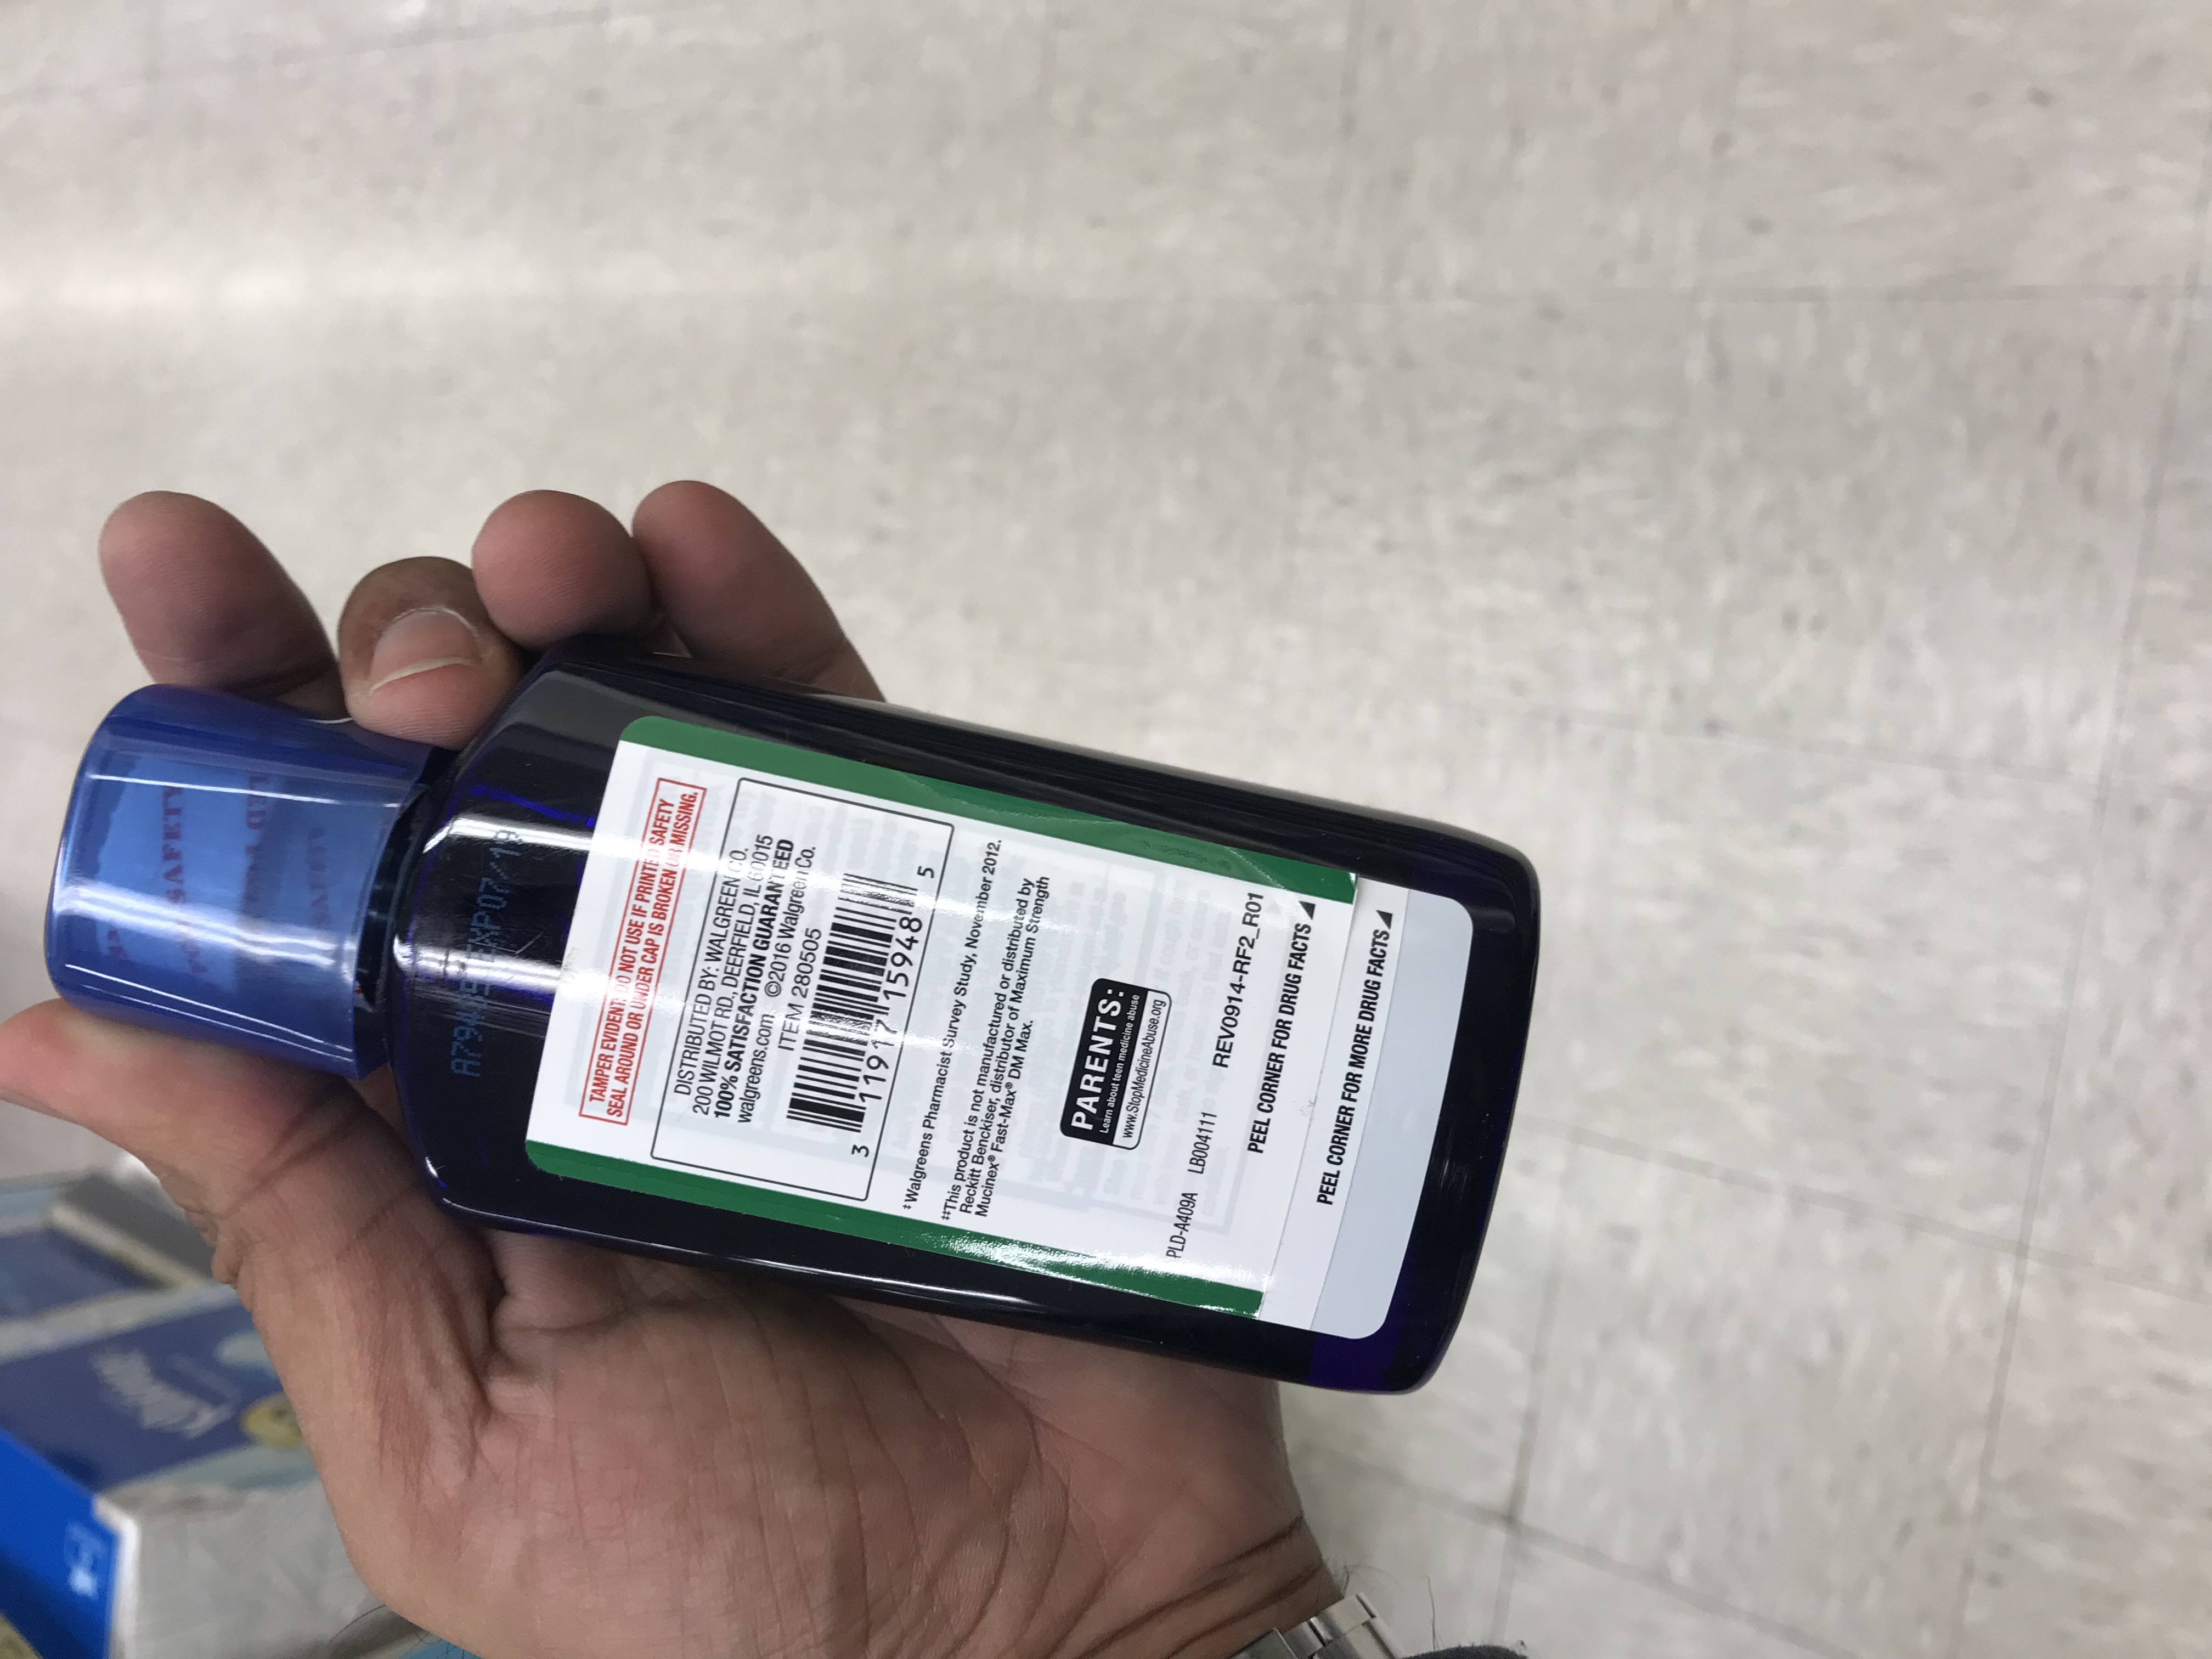 Kleenex
SAFETY
SAFETY
EXP07/18
TAMPER EVIDENT: DO NOT USE IF PRINTED SAFETY
SEAL AROUND OR UNDER CAP IS BROKEN OR MISSING.
DISTRIBUTED BY: WALGREEN CO.
200 WILMOT RD., DEERFIELD, IL 60015
100% SATISFACTION GUARANTEED
walgreens.com ©2016 Walgreen Co.
ITEM 280505
3 11917 15948 5
‡Walgreens Pharmacist Survey Study, November 2012.
‡‡This product is not manufactured or distributed by
Reckitt Benckiser, distributor of Maximum Strength
Mucinex® Fast-Max® DM Max.
PARENTS:
Learn about teen medicine abuse
www.StopMedicineAbuse.org
PLD-A409A LB004111
REV0914-RF2_R01
PEEL CORNER FOR DRUG FACTS
PEEL CORNER FOR MORE DRUG FACTS